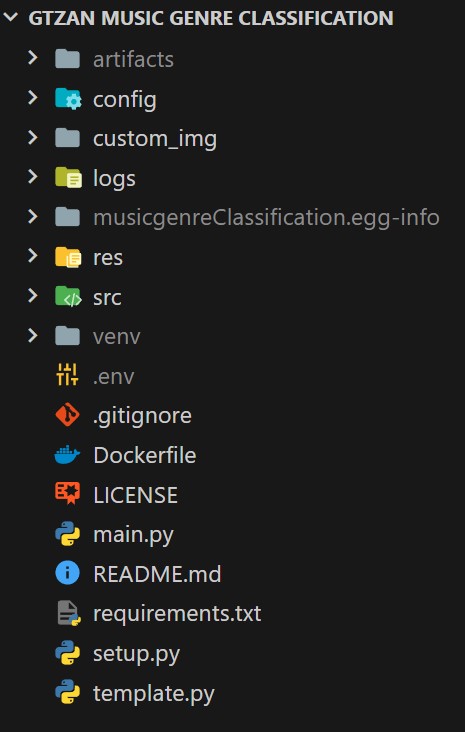 GTZAN MUSIC GENRE CLASSIFICATION
artifacts
config
custom_img
logs
musicgenreClassification.egg-info
res
src
venv
.env
.gitignore
Dockerfile
LICENSE
main.py
README.md
requirements.txt
setup.py
template.py